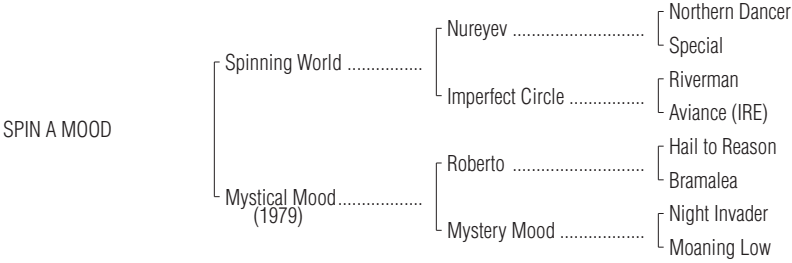 Northern Dancer
Nureyev ............................
Special
Spinning World ................
Riverman
Imperfect Circle ................
Aviance (IRE)
SPIN A MOOD
Hail to Reason
Roberto ............................
Bramalea
Mystical Mood..................
(1979)
Night Invader
Mystery Mood ..................
Moaning Low